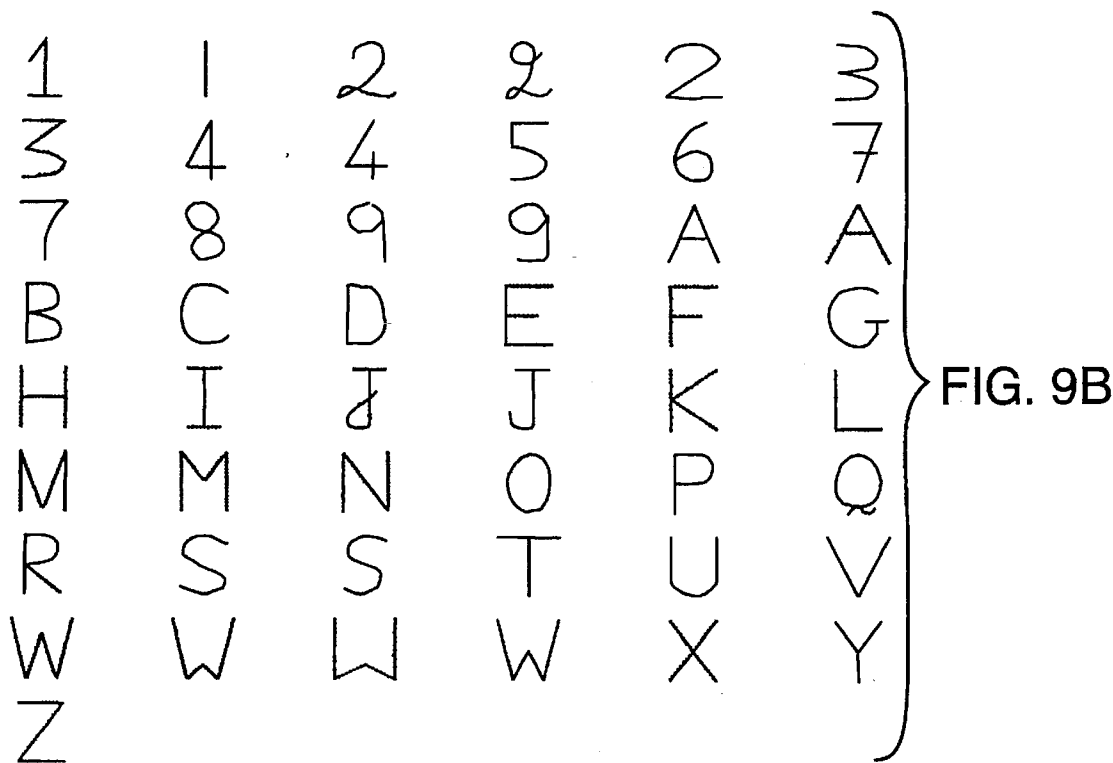 1 1 2 2 2 3
3 4 4 5 6 7
7 8 9 9 A A
B C D E F G
H I J J K L
M M N O P Q
R S S T U V
W W W W X Y
Z
FIG. 9B